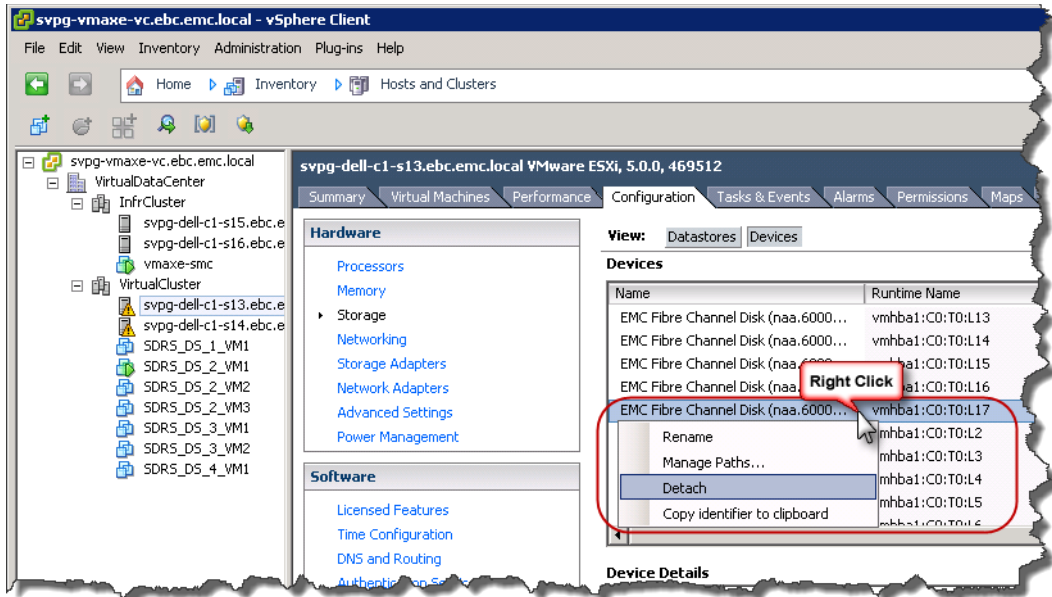 svpg-vmaxe-vc.ebc.emc.local - vSphere Client
File Edit View Inventory Administration Plug-ins Help
Home Inventory Hosts and Clusters
svpg-vmaxe-vc.ebc.emc.local
VirtualDataCenter
InfrCluster
svpg-dell-c1-s15.ebc.e
svpg-dell-c1-s16.ebc.e
vmaxe-smc
VirtualCluster
svpg-dell-c1-s13.ebc.e
svpg-dell-c1-s14.ebc.e
SDRS_DS_1_VM1
SDRS_DS_2_VM1
SDRS_DS_2_VM2
SDRS_DS_2_VM3
SDRS_DS_3_VM1
SDRS_DS_3_VM2
SDRS_DS_4_VM1
svpg-dell-c1-s13.ebc.emc.local VMware ESXi, 5.0.0, 469512
Summary Virtual Machines Performance Configuration Tasks & Events Alarms Permissions Maps
Hardware
Processors
Memory
Storage
Networking
Storage Adapters
Network Adapters
Advanced Settings
Power Management
Software
Licensed Features
Time Configuration
DNS and Routing
View: Datastores Devices
Devices
Name Runtime Name
EMC Fibre Channel Disk (naa.6000... vmhba1:C0:T0:L13
EMC Fibre Channel Disk (naa.6000... vmhba1:C0:T0:L14
EMC Fibre Channel Disk (naa. hba1:C0:T0:L15
EMC Fibre Channel Disk (naa. ba1:C0:T0:L16
EMC Fibre Channel Disk (naa.6000... vmhba1:C0:T0:L17
mhba1:C0:T0:L2
mhba1:C0:T0:L3
mhba1:C0:T0:L4
mhba1:C0:T0:L5
Right Click
Rename
Manage Paths...
Detach
Copy identifier to clipboard
Device Details